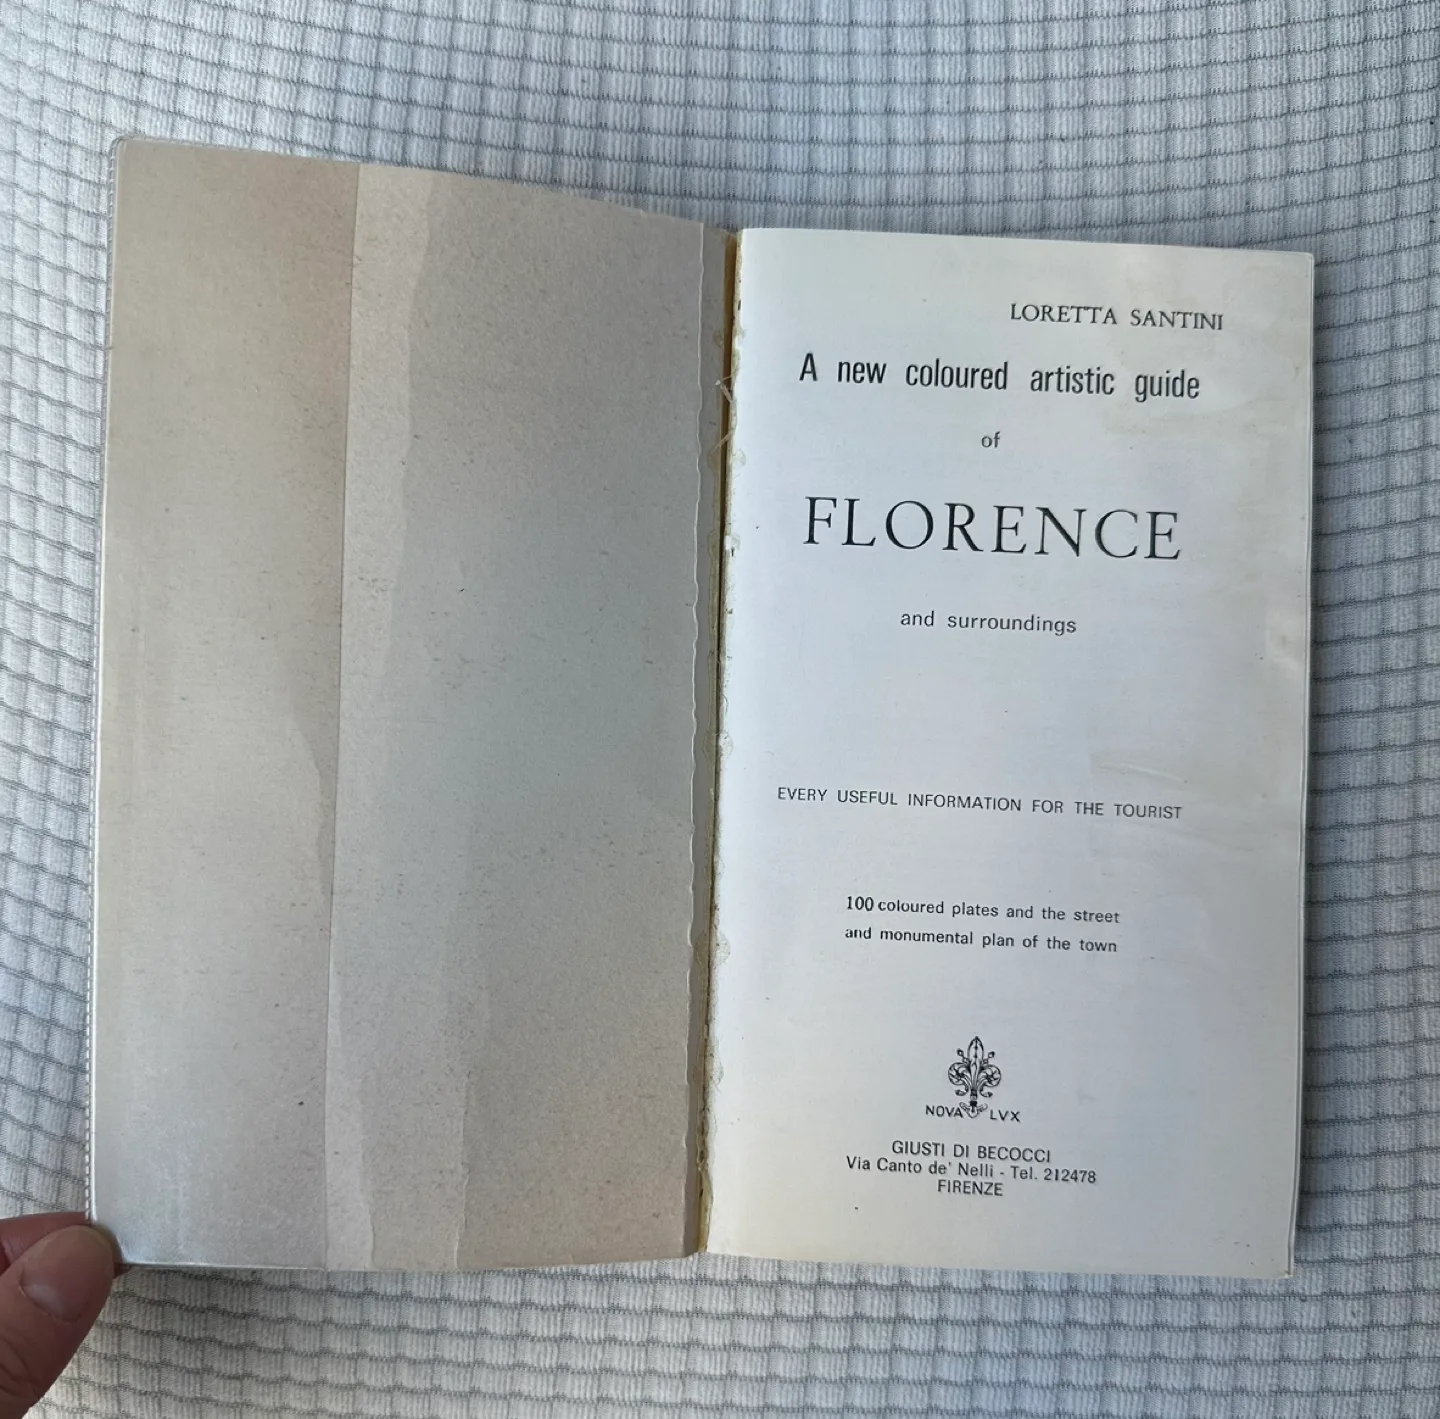 LORETTA SANTINI
A new coloured artistic guide
of
FLORENCE
and surroundings
EVERY USEFUL INFORMATION FOR THE TOURIST
100 coloured plates and the street
and monumental plan of the town
NOVA LVX
GIUSTI DI BECOCCI
Via Canto de' Nelli - Tel. 212478
FIRENZE